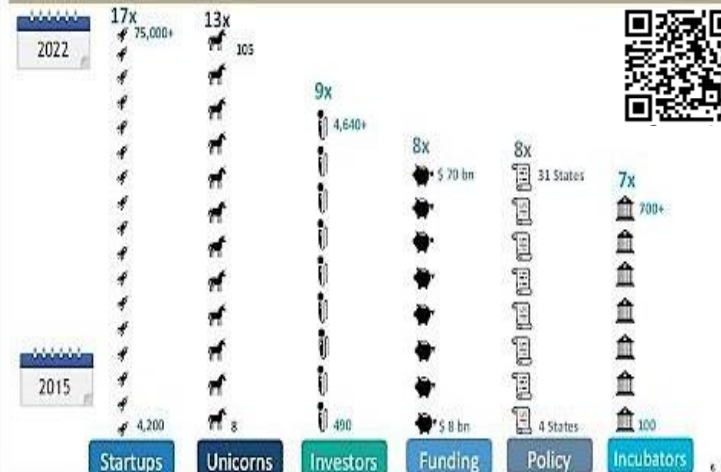 17x
13x
2022
75,000+
105
9x
4,640+
8x
8x
$ 70 bn
31 States
7x
700+
2015
4,200
8
490
$ 8 bn
4 States
100
Startups
Unicorns
Investors
Funding
Policy
Incubators